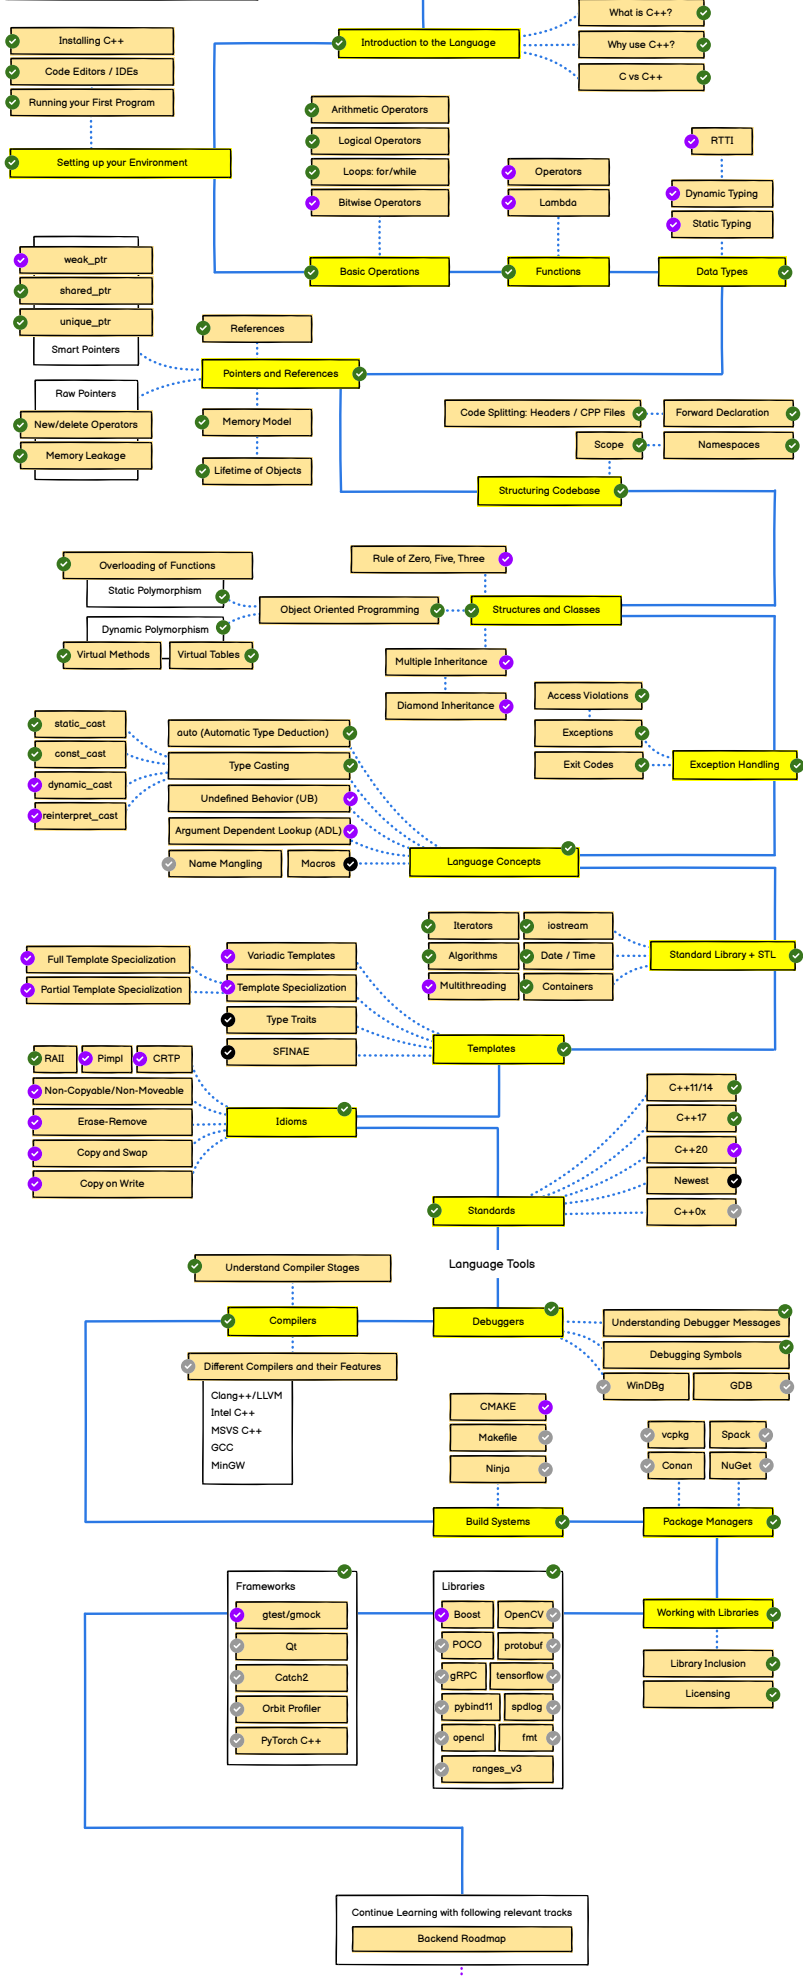 What is C++?
Installing C++
Introduction to the Language
Why use C++?
Code Editors / IDEs
C vs C++
Running your First Program
Arithmetic Operators
Setting up your Environment
Logical Operators
RTTI
Loops: for/while
Operators
Dynamic Typing
Bitwise Operators
Lambda
Static Typing
weak_ptr
Basic Operations
Functions
Data Types
shared_ptr
unique_ptr
References
Smart Pointers
Pointers and References
Raw Pointers
New/delete Operators
Memory Model
Code Splitting: Headers / CPP Files
Forward Declaration
Memory Leakage
Scope
Namespaces
Lifetime of Objects
Structuring Codebase
Overloading of Functions
Rule of Zero, Five, Three
Static Polymorphism
Object Oriented Programming
Structures and Classes
Dynamic Polymorphism
Virtual Methods
Virtual Tables
Multiple Inheritance
Diamond Inheritance
Access Violations
static_cast
auto (Automatic Type Deduction)
Exceptions
const_cast
Type Casting
Exit Codes
Exception Handling
dynamic_cast
Undefined Behavior (UB)
reinterpret_cast
Argument Dependent Lookup (ADL)
Name Mangling
Macros
Language Concepts
Iterators
iostream
Full Template Specialization
Variadic Templates
Algorithms
Date / Time
Standard Library + STL
Partial Template Specialization
Template Specialization
Multithreading
Containers
Type Traits
SFINAE
Templates
RAII
Pimpl
CRTP
Non-Copyable/Non-Moveable
C++11/14
Erase-Remove
Idioms
C++17
Copy and Swap
C++20
Copy on Write
Newest
Standards
C++0x
Language Tools
Understand Compiler Stages
Compilers
Debuggers
Understanding Debugger Messages
Debugging Symbols
Different Compilers and their Features
WinDBg
GDB
Clang++/LLVM
Intel C++
MSVS C++
GCC
MinGW
CMAKE
Makefile
Ninja
vcpkg
Spack
Conan
NuGet
Build Systems
Package Managers
Frameworks
Libraries
gtest/gmock
Boost
OpenCV
Working with Libraries
Qt
POCO
protobuf
Library Inclusion
Catch2
gRPC
tensorflow
Licensing
Orbit Profiler
pybind11
spdlog
PyTorch C++
opencl
fmt
ranges_v3
Continue Learning with following relevant tracks
Backend Roadmap